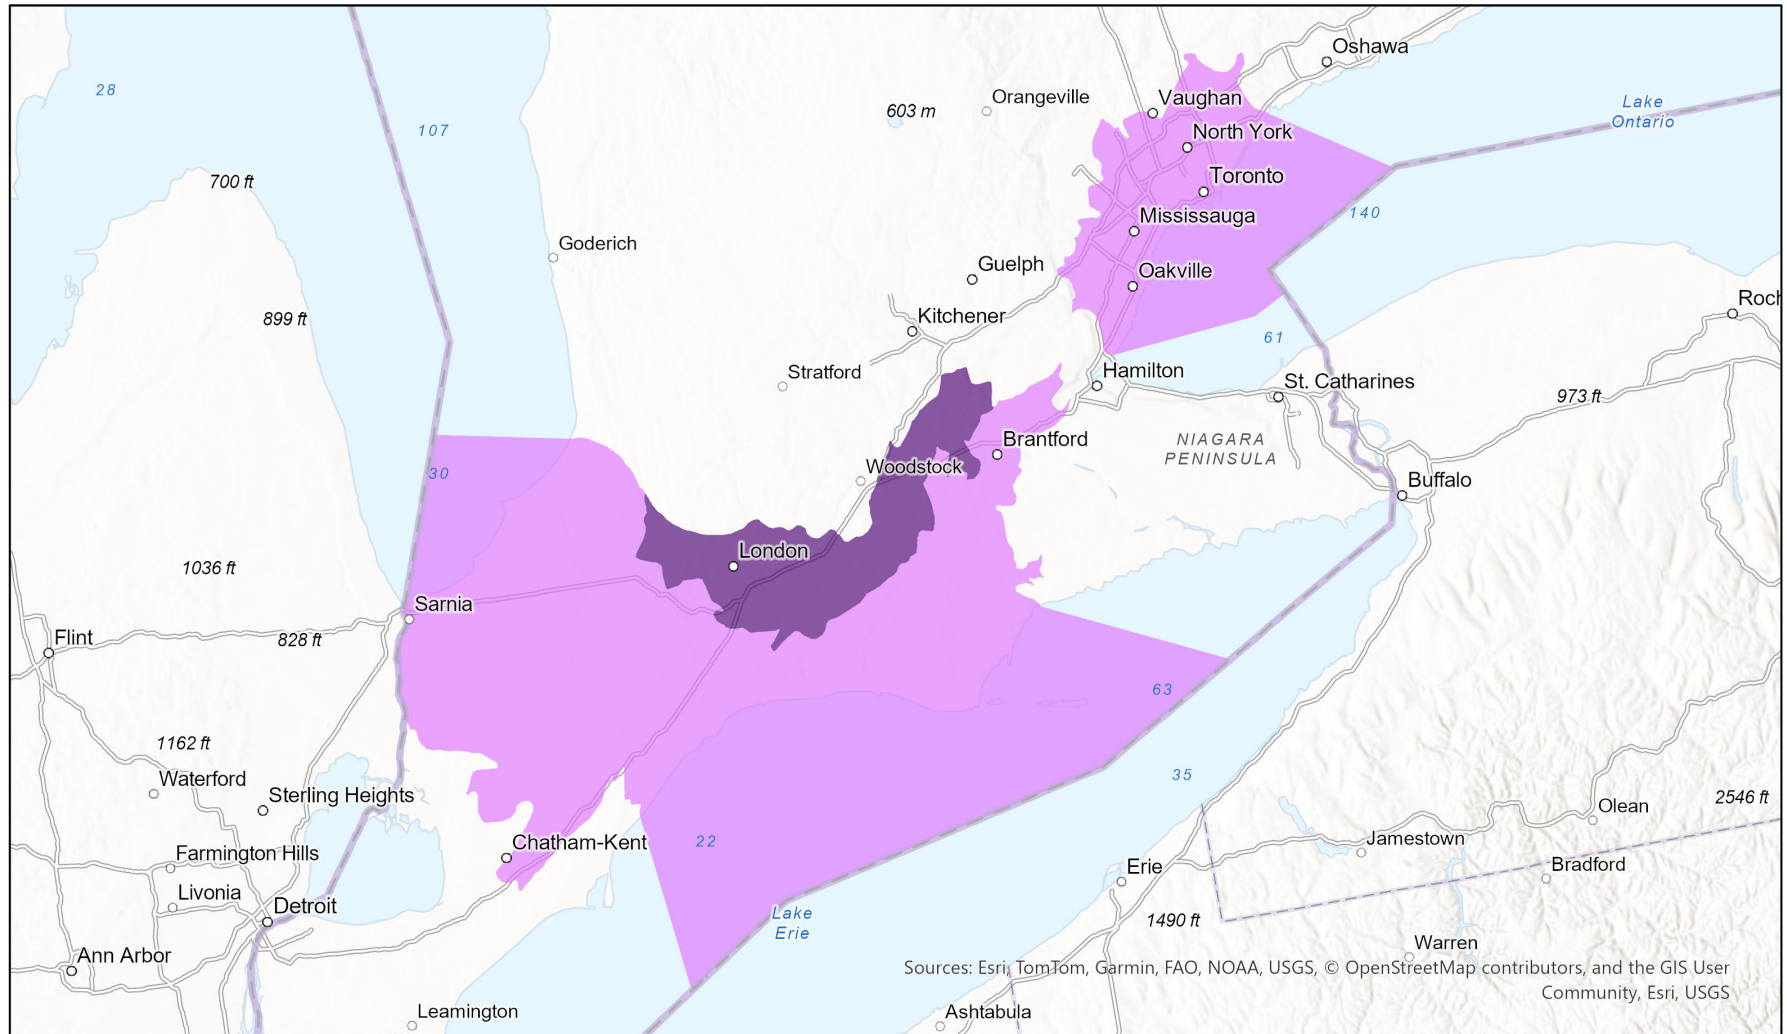 Oshawa
28
Orangeville
Vaughan
Lake
Ontario
603 m
107
North York
700 ft
Toronto
Mississauga
140
Goderich
Guelph
Oakville
Roch
899 ft
Kitchener
61
Stratford
Hamilton
St. Catharines
973 ft
Brantford
NIAGARA
PENINSULA
30
Woodstock
Buffalo
London
1036 ft
Sarnia
Flint
828 ft
63
1162 ft
Waterford
35
Sterling Heights
2546 ft
Olean
Chatham-Kent
22
Jamestown
Farmington Hills
Erie
Bradford
Livonia
Detroit
Lake
Erie
1490 ft
Warren
Ann Arbor
Sources: Esri, TomTom, Garmin, FAO, NOAA, USGS, © OpenStreetMap contributors, and the GIS User
Community, Esri, USGS
Leamington
Ashtabula